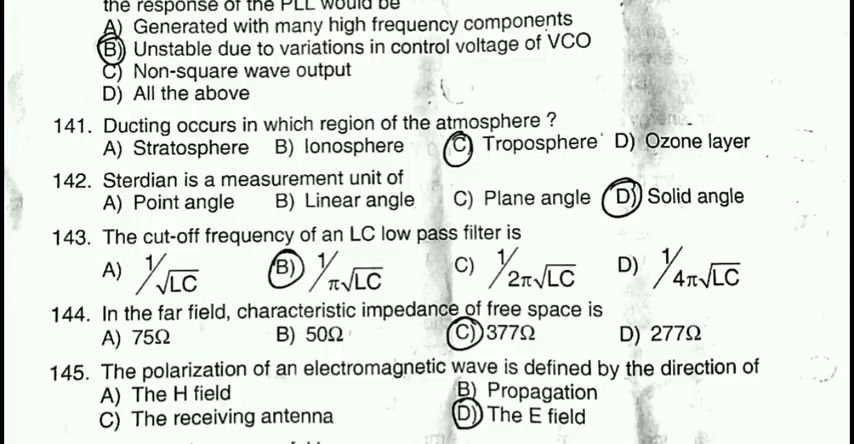 the response of the PLL would be
A) Generated with many high frequency components
B) Unstable due to variations in control voltage of VCO
C) Non-square wave output
D) All the above
141. Ducting occurs in which region of the atmosphere ?
A) Stratosphere B) Ionosphere C) Troposphere D) Ozone layer
142. Sterdian is a measurement unit of
A) Point angle B) Linear angle C) Plane angle D) Solid angle
143. The cut-off frequency of an LC low pass filter is
A) 1/√LC B) 1/π√LC C) 1/2π√LC D) 1/4π√LC
144. In the far field, characteristic impedance of free space is
A) 75Ω B) 50Ω C) 377Ω D) 277Ω
145. The polarization of an electromagnetic wave is defined by the direction of
A) The H field B) Propagation
C) The receiving antenna D) The E field